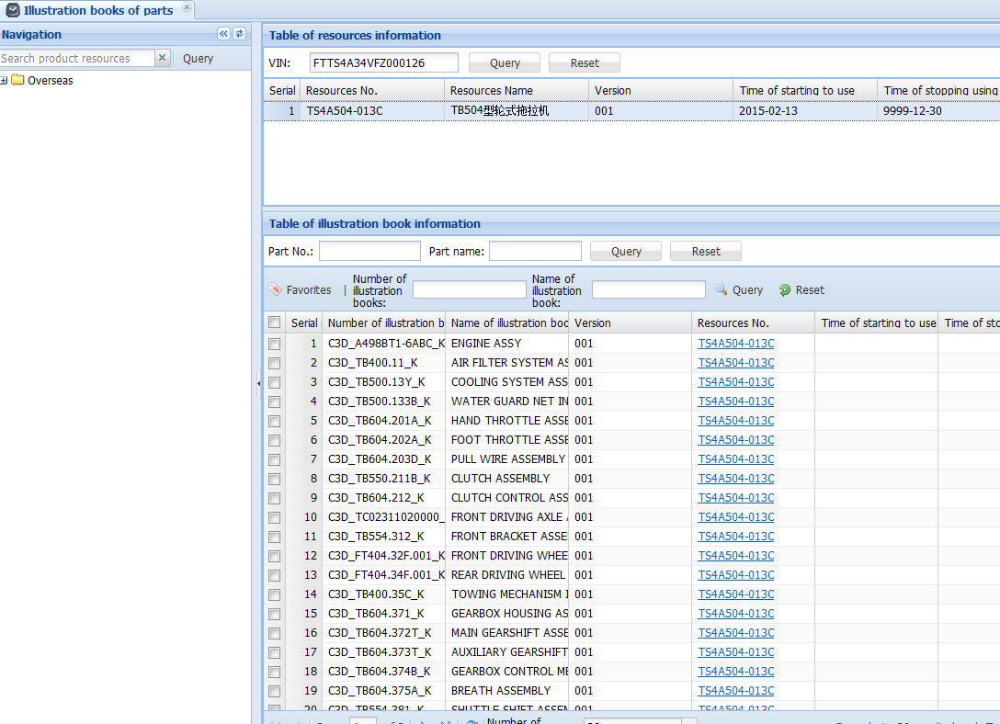 Illustration books of parts
Navigation
Search product resources Query
Overseas
Table of resources information
VIN: FTTS4A34VFZ000126 Query Reset
Serial Resources No. Resources Name Version Time of starting to use Time of stopping using
1 TS4A504-013C TB504型轮式拖拉机 001 2015-02-13 9999-12-30
Table of illustration book information
Part No.: Part name: Query Reset
Favorites | Number of illustration books: Name of illustration book: Query Reset
Serial Number of illustration b Name of illustration boo Version Resources No. Time of starting to use Time of sto
1 C3D_A498BT1-6ABC_K ENGINE ASSY 001 TS4A504-013C
2 C3D_TB400.11_K AIR FILTER SYSTEM AS 001 TS4A504-013C
3 C3D_TB500.13Y_K COOLING SYSTEM ASS 001 TS4A504-013C
4 C3D_TB500.133B_K WATER GUARD NET IN 001 TS4A504-013C
5 C3D_TB604.201A_K HAND THROTTLE ASSE 001 TS4A504-013C
6 C3D_TB604.202A_K FOOT THROTTLE ASSE 001 TS4A504-013C
7 C3D_TB604.203D_K PULL WIRE ASSEMBLY 001 TS4A504-013C
8 C3D_TB550.211B_K CLUTCH ASSEMBLY 001 TS4A504-013C
9 C3D_TB604.212_K CLUTCH CONTROL ASS 001 TS4A504-013C
10 C3D_TC02311020000_ FRONT DRIVING AXLE 001 TS4A504-013C
11 C3D_TB554.312_K FRONT BRACKET ASSE 001 TS4A504-013C
12 C3D_FT404.32F.001_K FRONT DRIVING WHEE 001 TS4A504-013C
13 C3D_FT404.34F.001_K REAR DRIVING WHEEL 001 TS4A504-013C
14 C3D_TB400.35C_K TOWING MECHANISM 001 TS4A504-013C
15 C3D_TB604.371_K GEARBOX HOUSING AS 001 TS4A504-013C
16 C3D_TB604.372T_K MAIN GEARSHIFT ASSE 001 TS4A504-013C
17 C3D_TB604.373T_K AUXILIARY GEARSHIFT 001 TS4A504-013C
18 C3D_TB604.374B_K GEARBOX CONTROL ME 001 TS4A504-013C
19 C3D_TB604.375A_K BREATH ASSEMBLY 001 TS4A504-013C
20 C3D_TB554.381_K SHUTTLE SHIFT ASSEM 001 TS4A504-013C
Number of